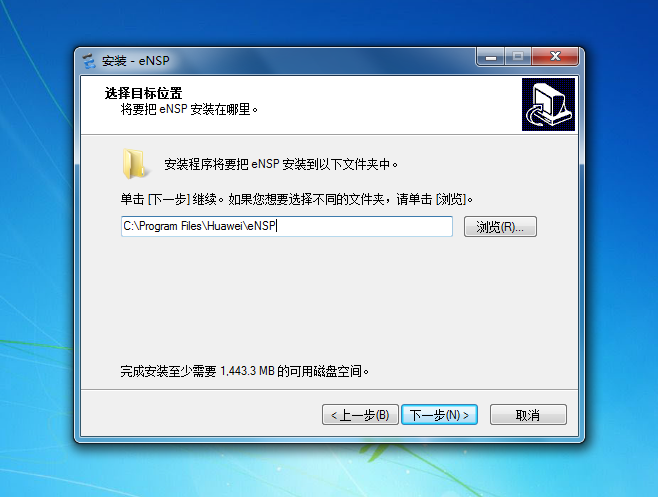 安装 - eNSP
选择目标位置
将要把 eNSP 安装在哪里。
安装程序将要把 eNSP 安装到以下文件夹中。
单击 [下一步] 继续。如果您想要选择不同的文件夹，请单击 [浏览]。
C:\Program Files\Huawei\eNSP
浏览(R)...
完成安装至少需要 1,443.3 MB 的可用磁盘空间。
< 上一步(B)
下一步(N) >
取消